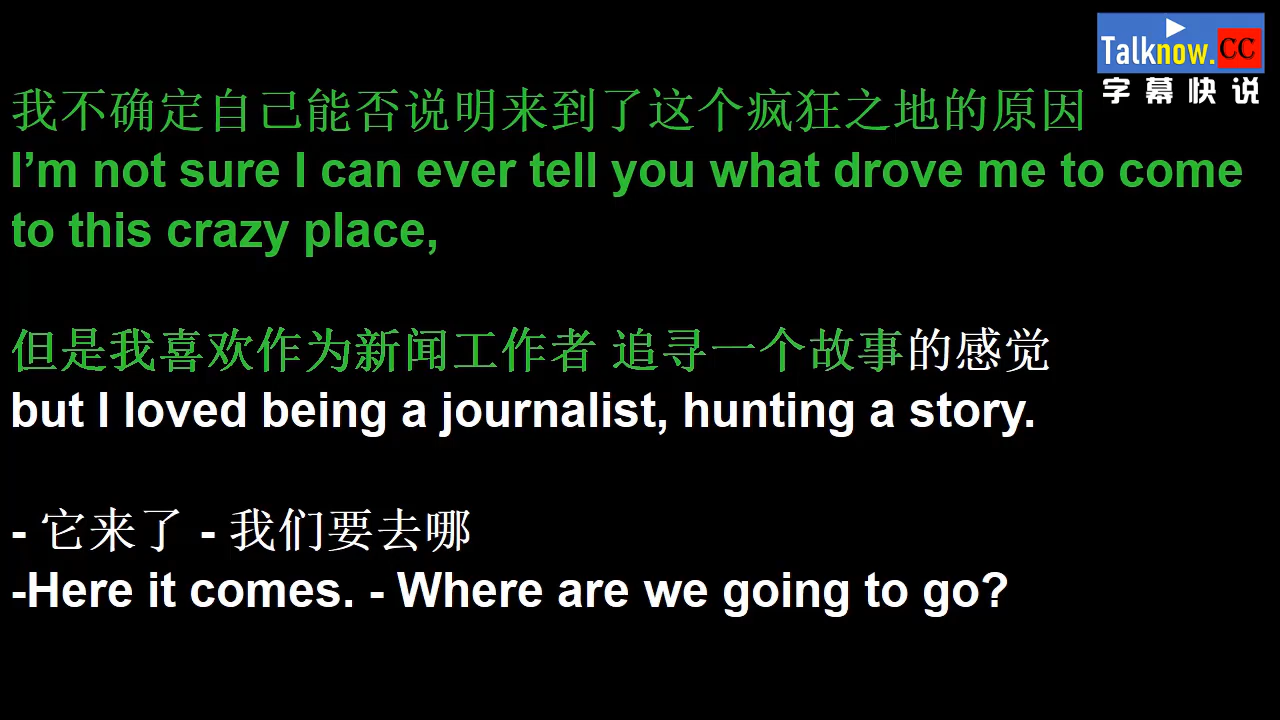 Talknow.CC
字幕快说
我不确定自己能否说明来到了这个疯狂之地的原因
I’m not sure I can ever tell you what drove me to come
to this crazy place,
但是我喜欢作为新闻工作者 追寻一个故事的感觉
but I loved being a journalist, hunting a story.
- 它来了 - 我们要去哪
-Here it comes. - Where are we going to go?